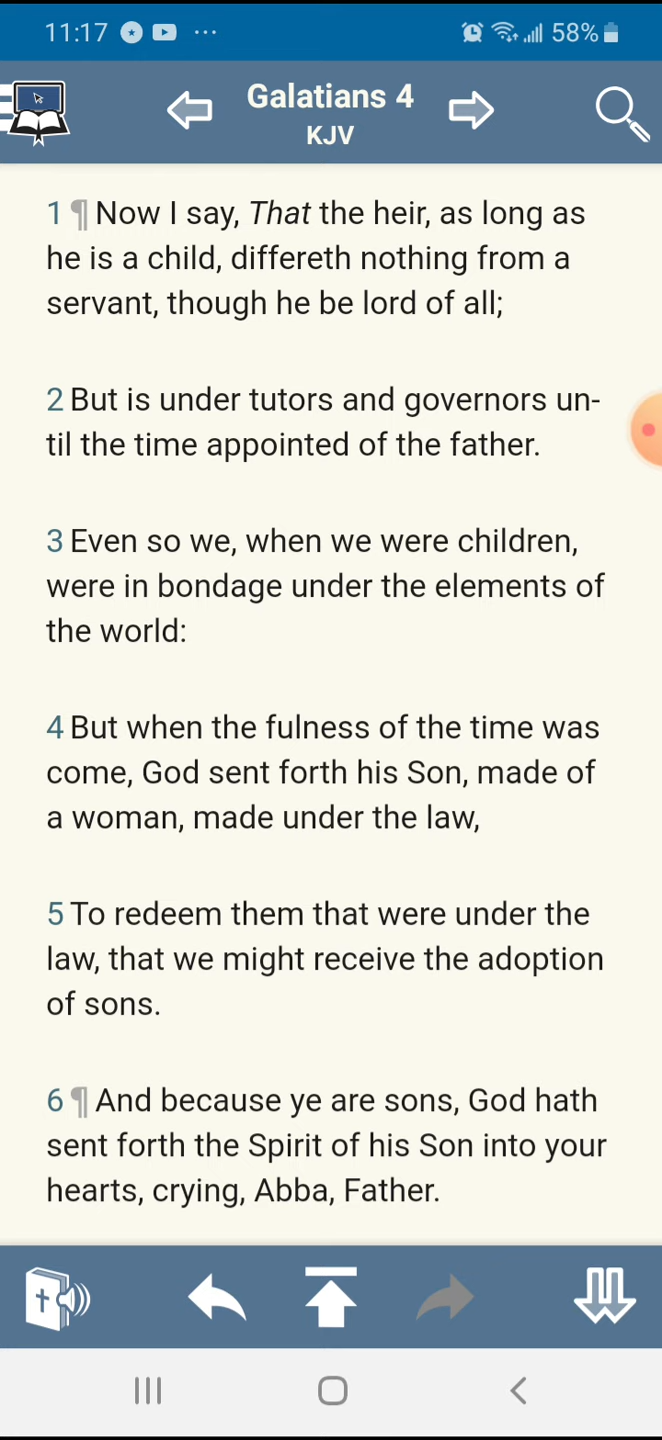 11:17
58%
Galatians 4
KJV
1 ¶ Now I say, That the heir, as long as
he is a child, differeth nothing from a
servant, though he be lord of all;
2 But is under tutors and governors un-
til the time appointed of the father.
3 Even so we, when we were children,
were in bondage under the elements of
the world:
4 But when the fulness of the time was
come, God sent forth his Son, made of
a woman, made under the law,
5 To redeem them that were under the
law, that we might receive the adoption
of sons.
6 ¶ And because ye are sons, God hath
sent forth the Spirit of his Son into your
hearts, crying, Abba, Father.